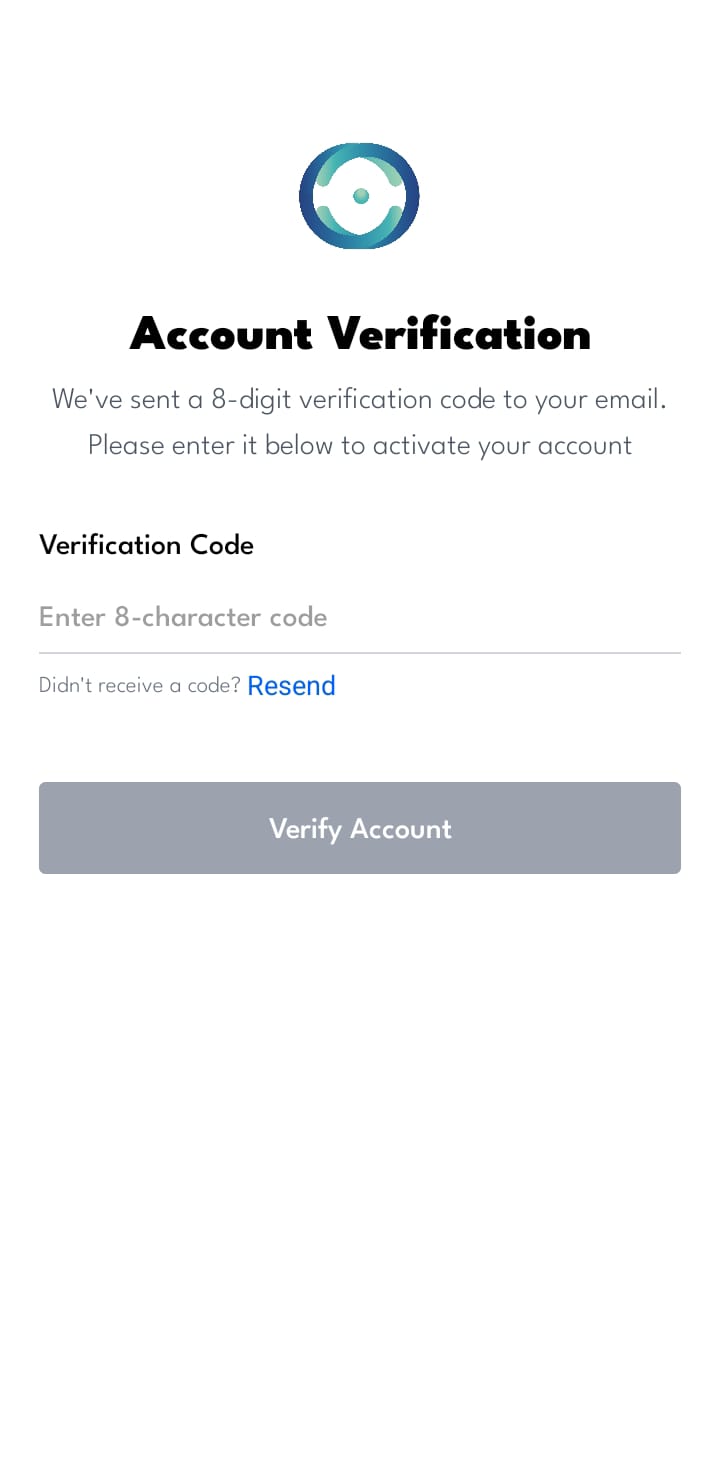 Account Verification
We've sent a 8-digit verification code to your email.
Please enter it below to activate your account
Verification Code
Enter 8-character code
Didn't receive a code? Resend
Verify Account